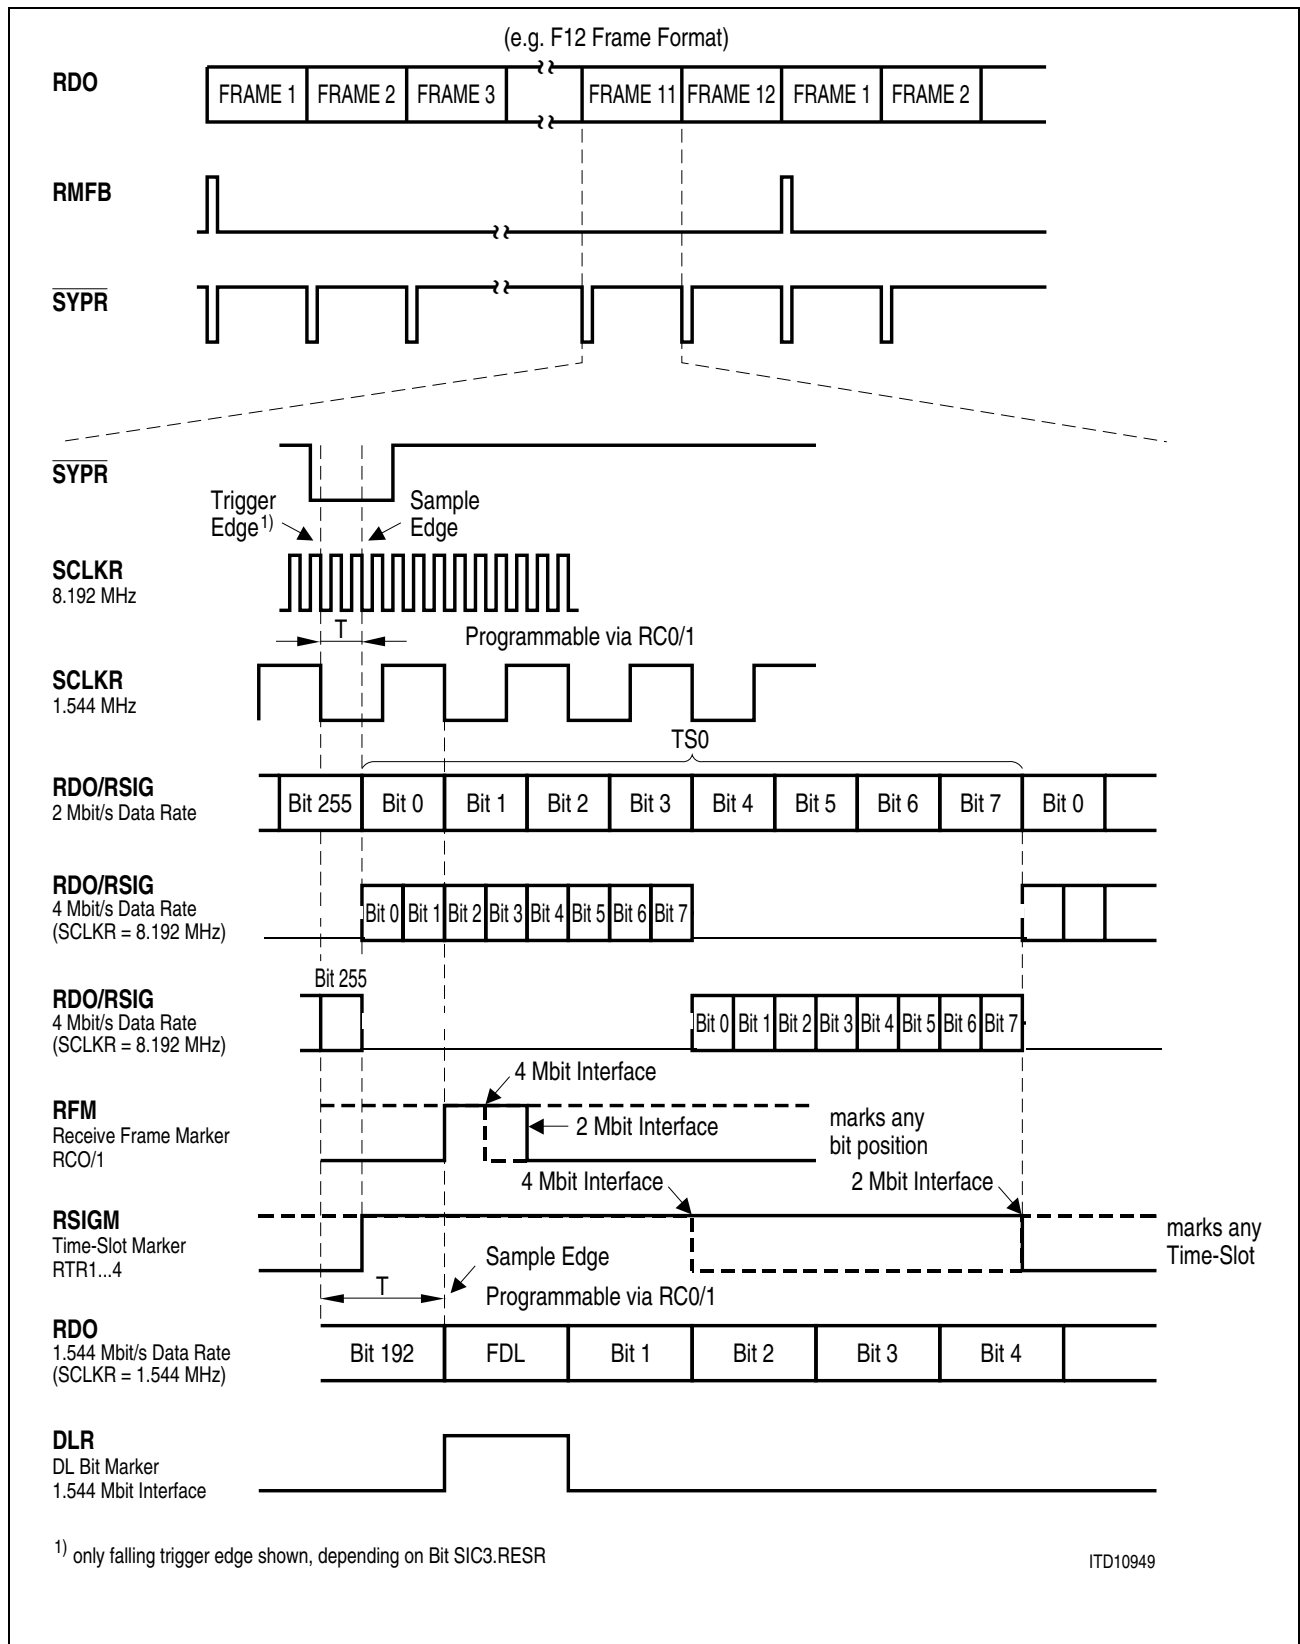 (e.g. F12 Frame Format)
RDO
FRAME 1 FRAME 2 FRAME 3 FRAME 11 FRAME 12 FRAME 1 FRAME 2
RMFB
SYPR
SYPR
Trigger
Edge1)
Sample
Edge
SCLKR
8.192 MHz
T
Programmable via RC0/1
SCLKR
1.544 MHz
TS0
RDO/RSIG
2 Mbit/s Data Rate
Bit 255 Bit 0 Bit 1 Bit 2 Bit 3 Bit 4 Bit 5 Bit 6 Bit 7 Bit 0
RDO/RSIG
4 Mbit/s Data Rate
(SCLKR = 8.192 MHz)
Bit 0 Bit 1 Bit 2 Bit 3 Bit 4 Bit 5 Bit 6 Bit 7
Bit 255
RDO/RSIG
4 Mbit/s Data Rate
(SCLKR = 8.192 MHz)
Bit 0 Bit 1 Bit 2 Bit 3 Bit 4 Bit 5 Bit 6 Bit 7
4 Mbit Interface
RFM
Receive Frame Marker
RCO/1
2 Mbit Interface
marks any
bit position
4 Mbit Interface
2 Mbit Interface
RSIGM
Time-Slot Marker
RTR1...4
marks any
Time-Slot
T
Sample Edge
Programmable via RC0/1
RDO
1.544 Mbit/s Data Rate
(SCLKR = 1.544 MHz)
Bit 192 FDL Bit 1 Bit 2 Bit 3 Bit 4
DLR
DL Bit Marker
1.544 Mbit Interface
1) only falling trigger edge shown, depending on Bit SIC3.RESR
ITD10949